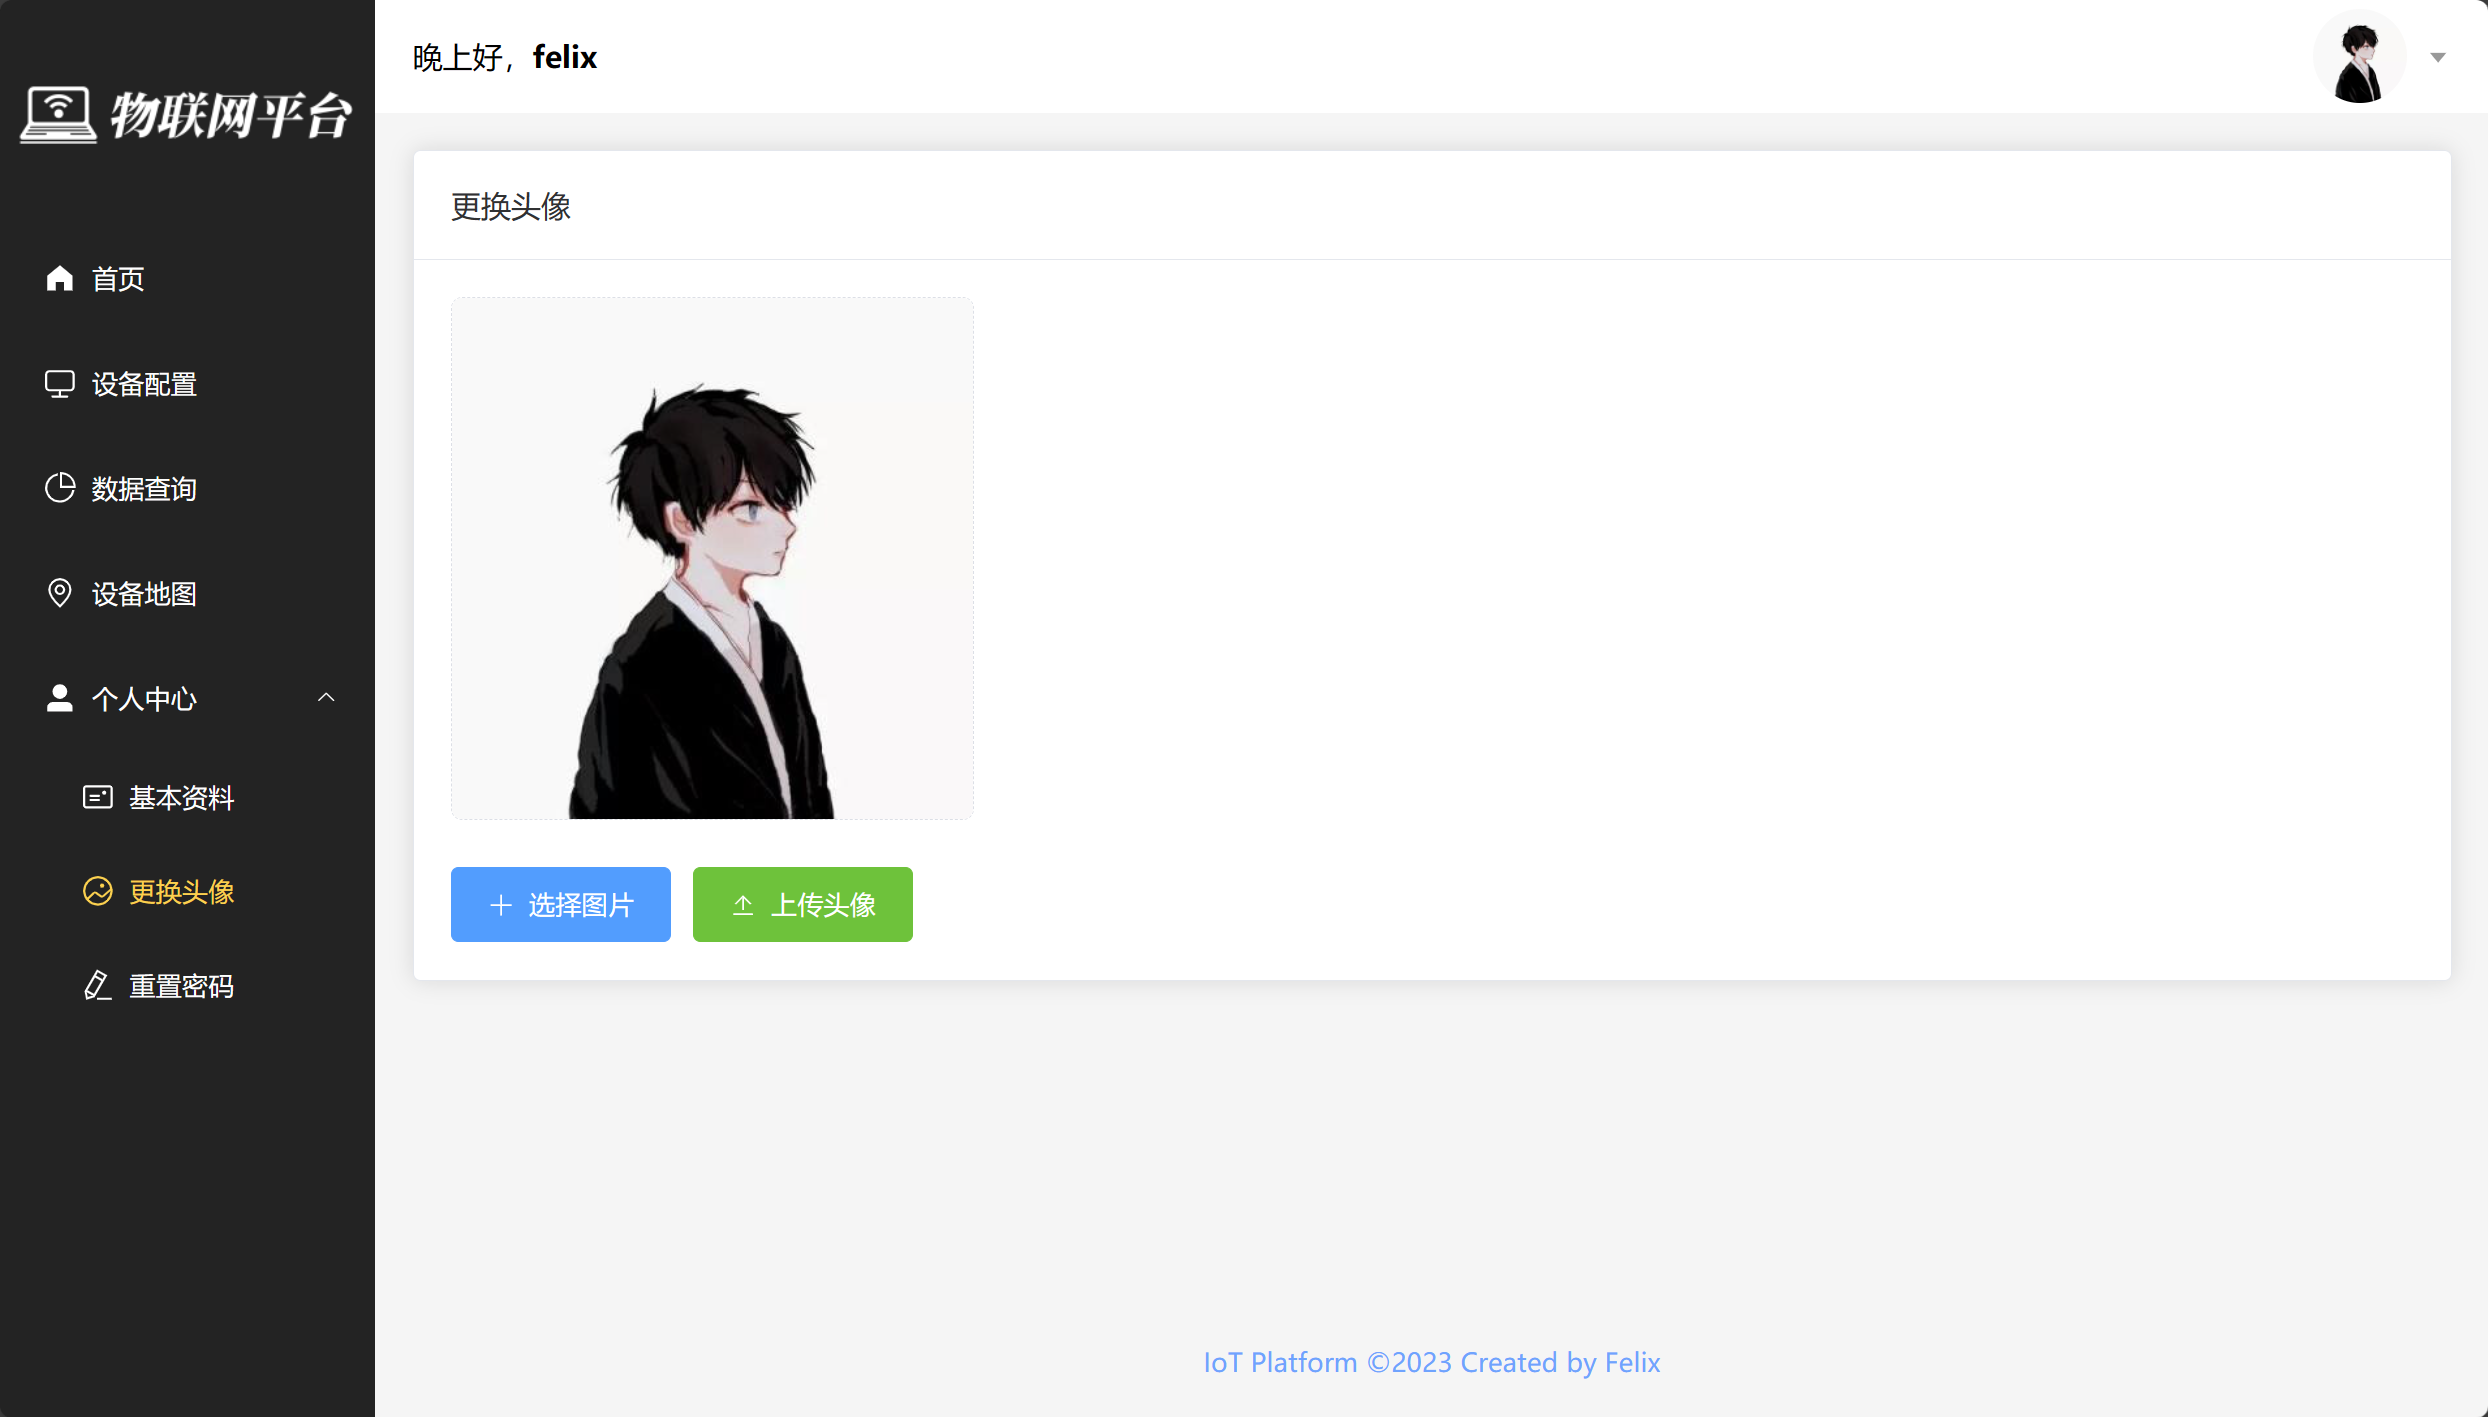 物联网平台
首页
设备配置
数据查询
设备地图
个人中心
基本资料
更换头像
重置密码
晚上好，felix
更换头像
选择图片
上传头像
IoT Platform ©2023 Created by Felix